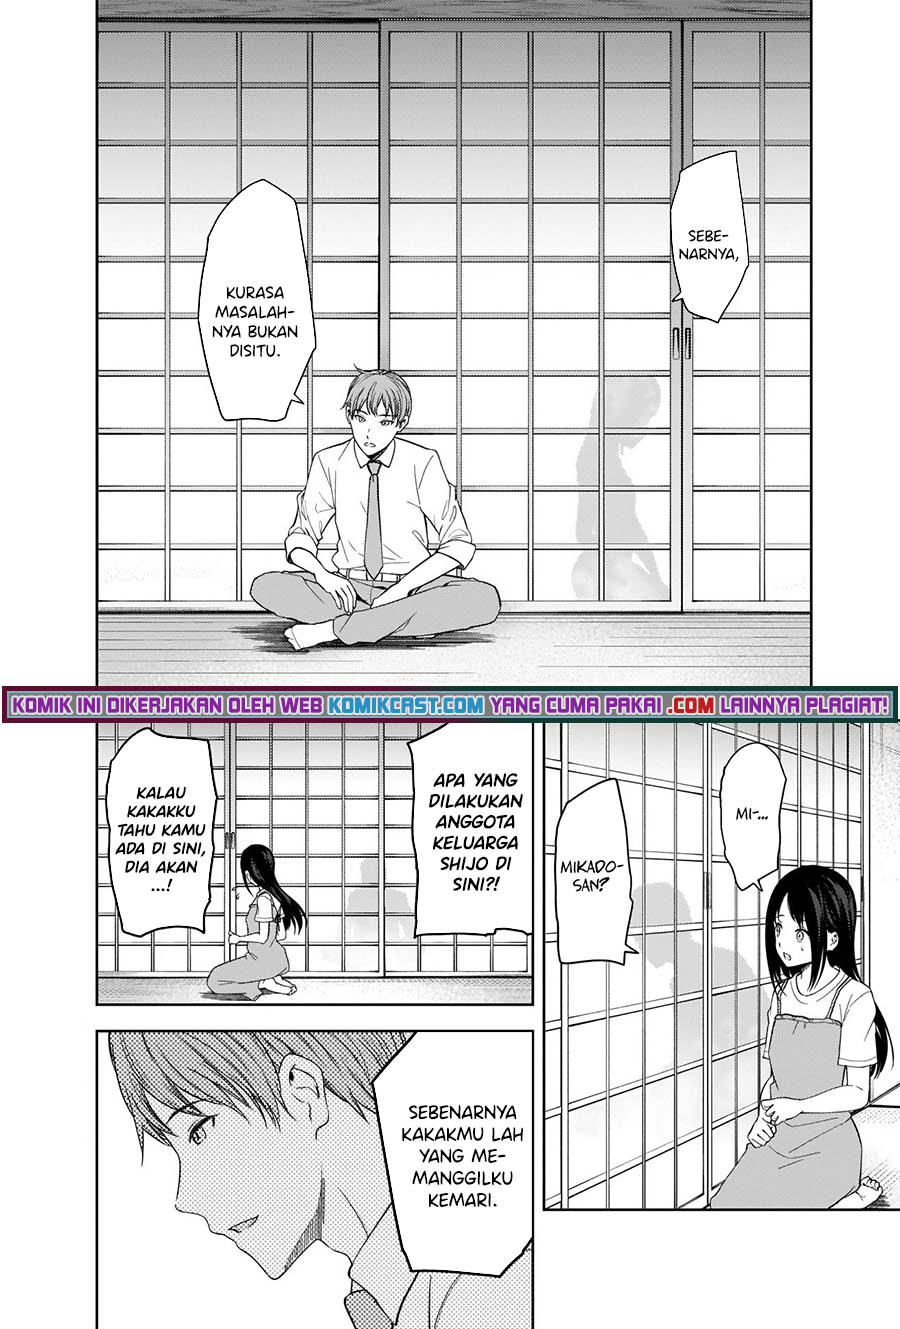 SEBE-
NARNYA,
KURASA
MASALAH-
NYA BUKAN
DISITU.
KOMIK INI DIKERJAKAN OLEH WEB KOMIKCAST.COM YANG CUMA PAKAI .COM LAINNYA PLAGIAT!
MI-...
MIKADO-
SAN?
APA YANG
DILAKUKAN
ANGGOTA
KELUARGA
SHIJO DI
SINI?!
KALAU
KAKAKKU
TAHU KAMU
ADA DI SINI,
DIA AKAN
...!
SEBENARNYA
KAKAKMU LAH
YANG ME-
MANGGILKU
KEMARI.